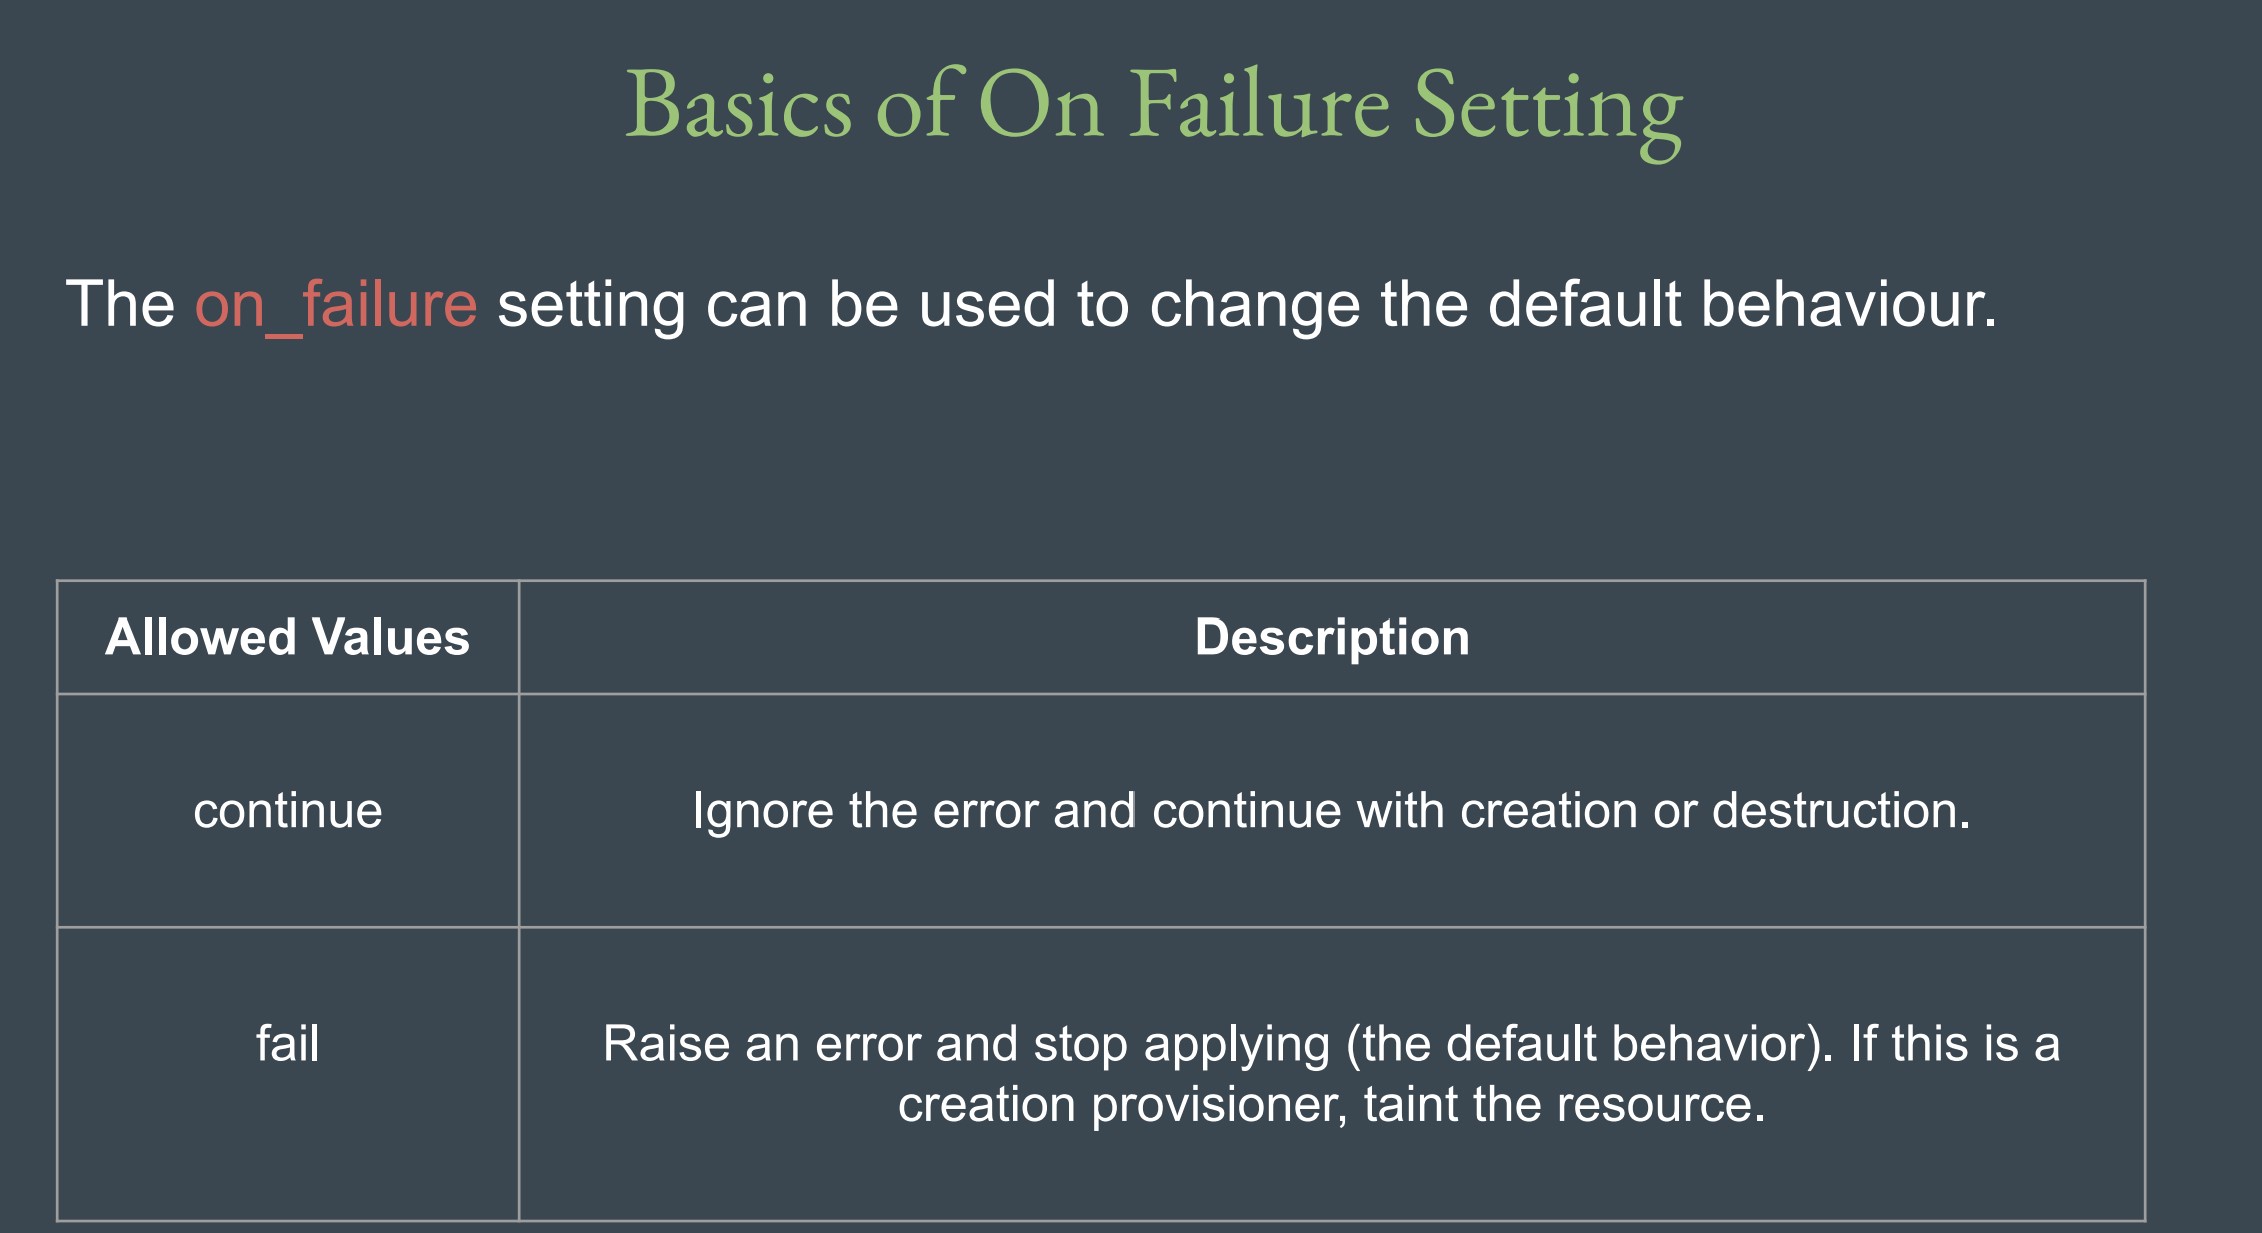 Basics of On Failure Setting
The on_failure setting can be used to change the default behaviour.
Allowed Values
Description
continue
Ignore the error and continue with creation or destruction.
fail
Raise an error and stop applying (the default behavior). If this is a
creation provisioner, taint the resource.